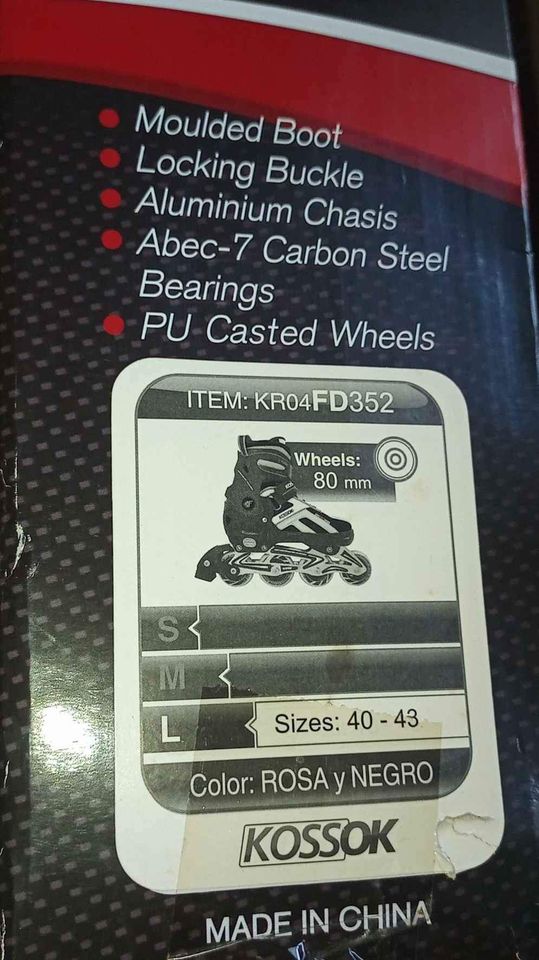 Moulded Boot
Locking Buckle
Aluminium Chasis
Abec-7 Carbon Steel
Bearings
PU Casted Wheels
ITEM: KR04FD352
Wheels:
80 mm
KOSSOK
S
M
L
Sizes: 40 - 43
Color: ROSA y NEGRO
KOSSOK
MADE IN CHINA